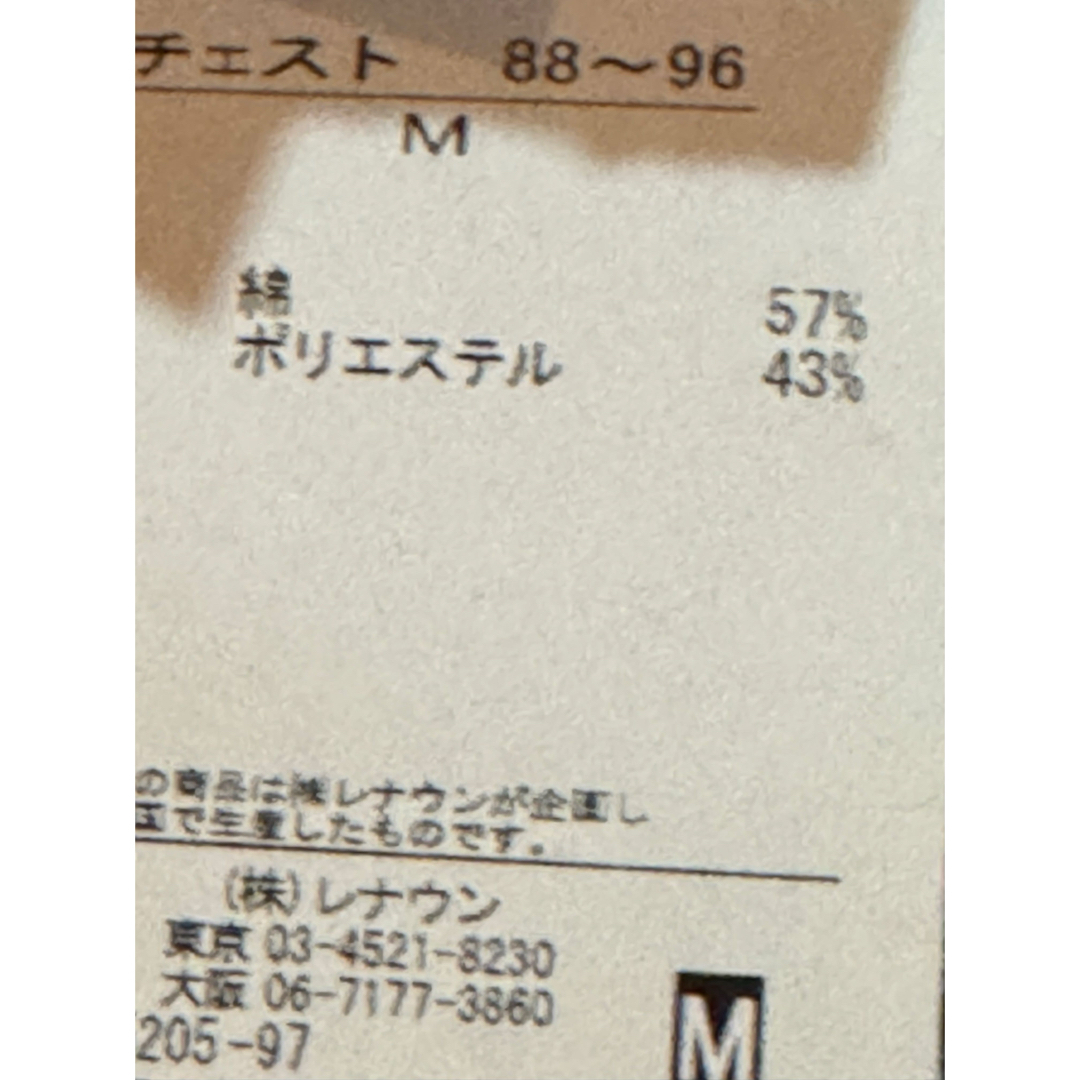 チェスト 88～96
M
綿 57%
ポリエステル 43%
の商品は㈱レナウンが企画し
国で生産したものです。
(株)レナウン
東京 03-4521-8230
大阪 06-7177-3860
205-97
M